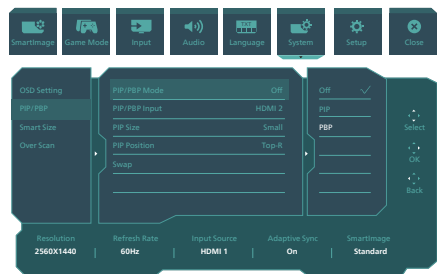 SmartImage
Game Mode
Input
Audio
TXT
Language
System
Setup
Close
OSD Setting
PIP/PBP
Smart Size
Over Scan
PIP/PBP Mode Off
PIP/PBP Input HDMI 2
PIP Size Small
PIP Position Top-R
Swap
Off
PIP
PBP
Select
OK
Back
Resolution Refresh Rate Input Source Adaptive Sync SmartImage
2560X1440 | 60Hz | HDMI 1 | On | Standard